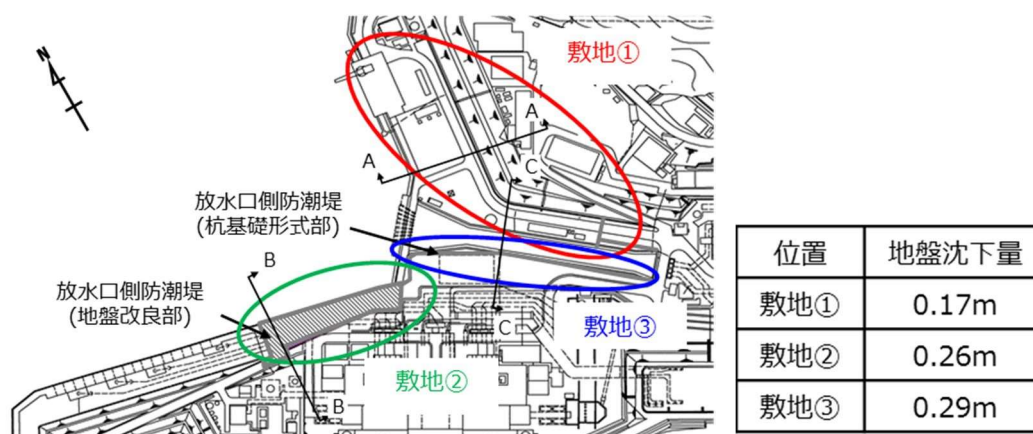 N
敷地①
A
A
C
放水口側防潮堤
(杭基礎形式部)
B
放水口側防潮堤
(地盤改良部)
敷地③
C
敷地②
B
位置 地盤沈下量
敷地① 0.17m
敷地② 0.26m
敷地③ 0.29m